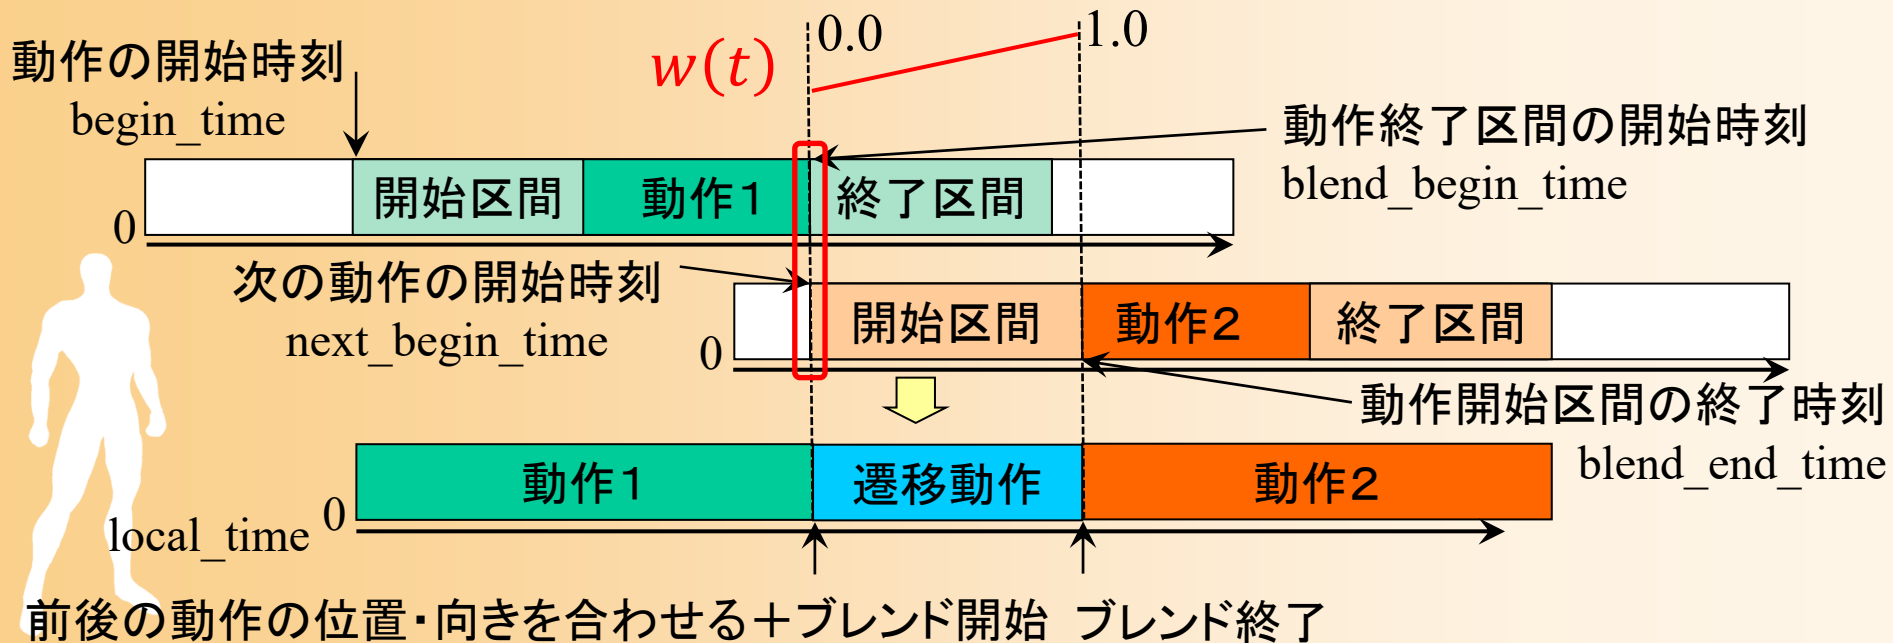 0.0
1.0
w(t)
動作の開始時刻
begin_time
動作終了区間の開始時刻
blend_begin_time
開始区間
動作1
終了区間
0
次の動作の開始時刻
next_begin_time
開始区間
動作2
終了区間
0
動作開始区間の終了時刻
blend_end_time
動作1
遷移動作
動作2
0
local_time
前後の動作の位置・向きを合わせる＋ブレンド開始
ブレンド終了